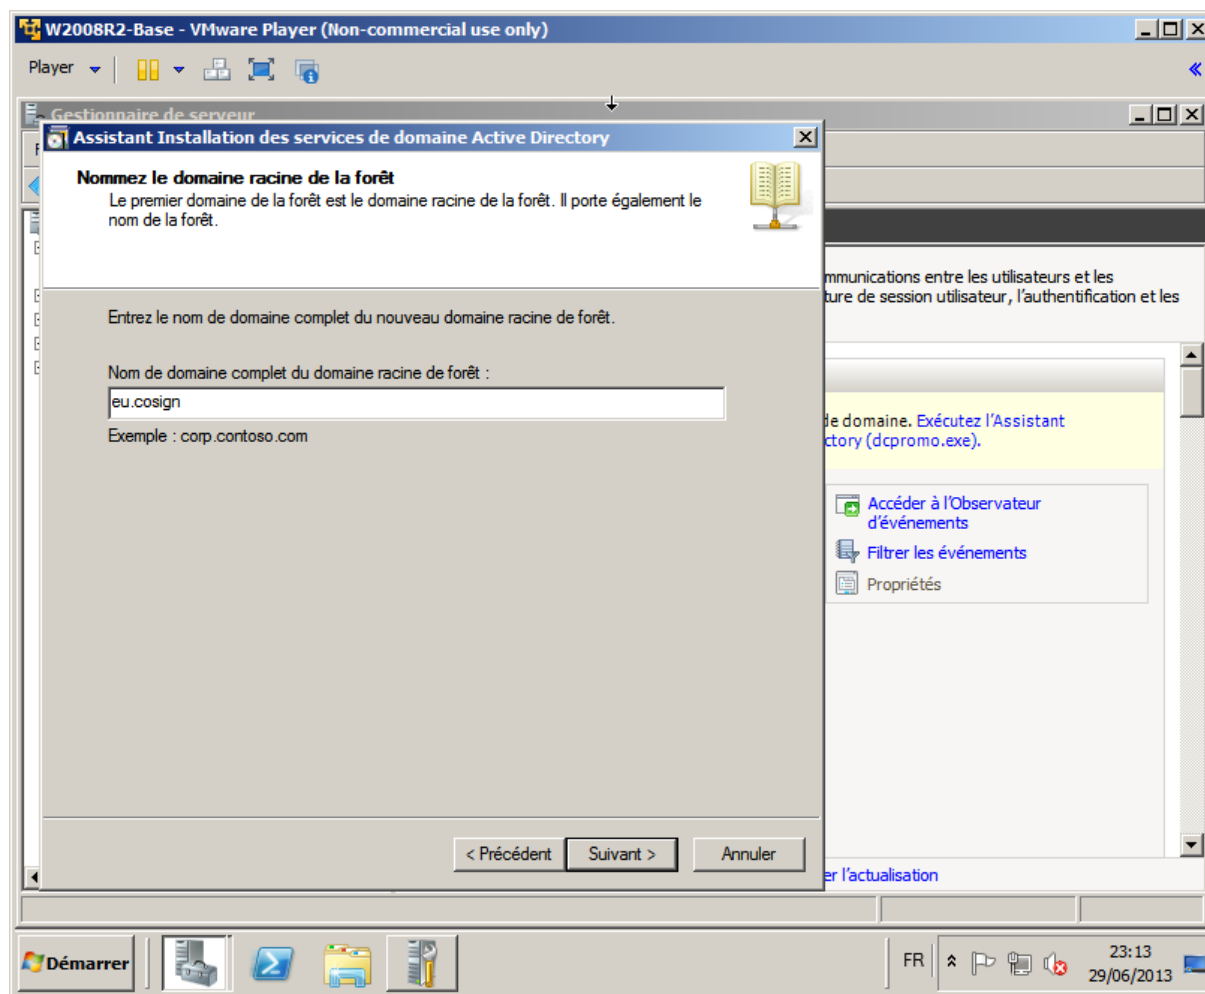 W2008R2-Base - VMware Player (Non-commercial use only)
Player
Gestionnaire de serveur
Assistant Installation des services de domaine Active Directory
Nommez le domaine racine de la forêt
Le premier domaine de la forêt est le domaine racine de la forêt. Il porte également le
nom de la forêt.
mmunications entre les utilisateurs et les
ture de session utilisateur, l'authentification et les
Entrez le nom de domaine complet du nouveau domaine racine de forêt.
Nom de domaine complet du domaine racine de forêt :
eu.cosign
Exemple : corp.contoso.com
de domaine. Exécutez l'Assistant
ctory (dcpromo.exe).
Accéder à l'Observateur
d'événements
Filtrer les événements
Propriétés
< Précédent
Suivant >
Annuler
er l'actualisation
Démarrer
FR
23:13
29/06/2013